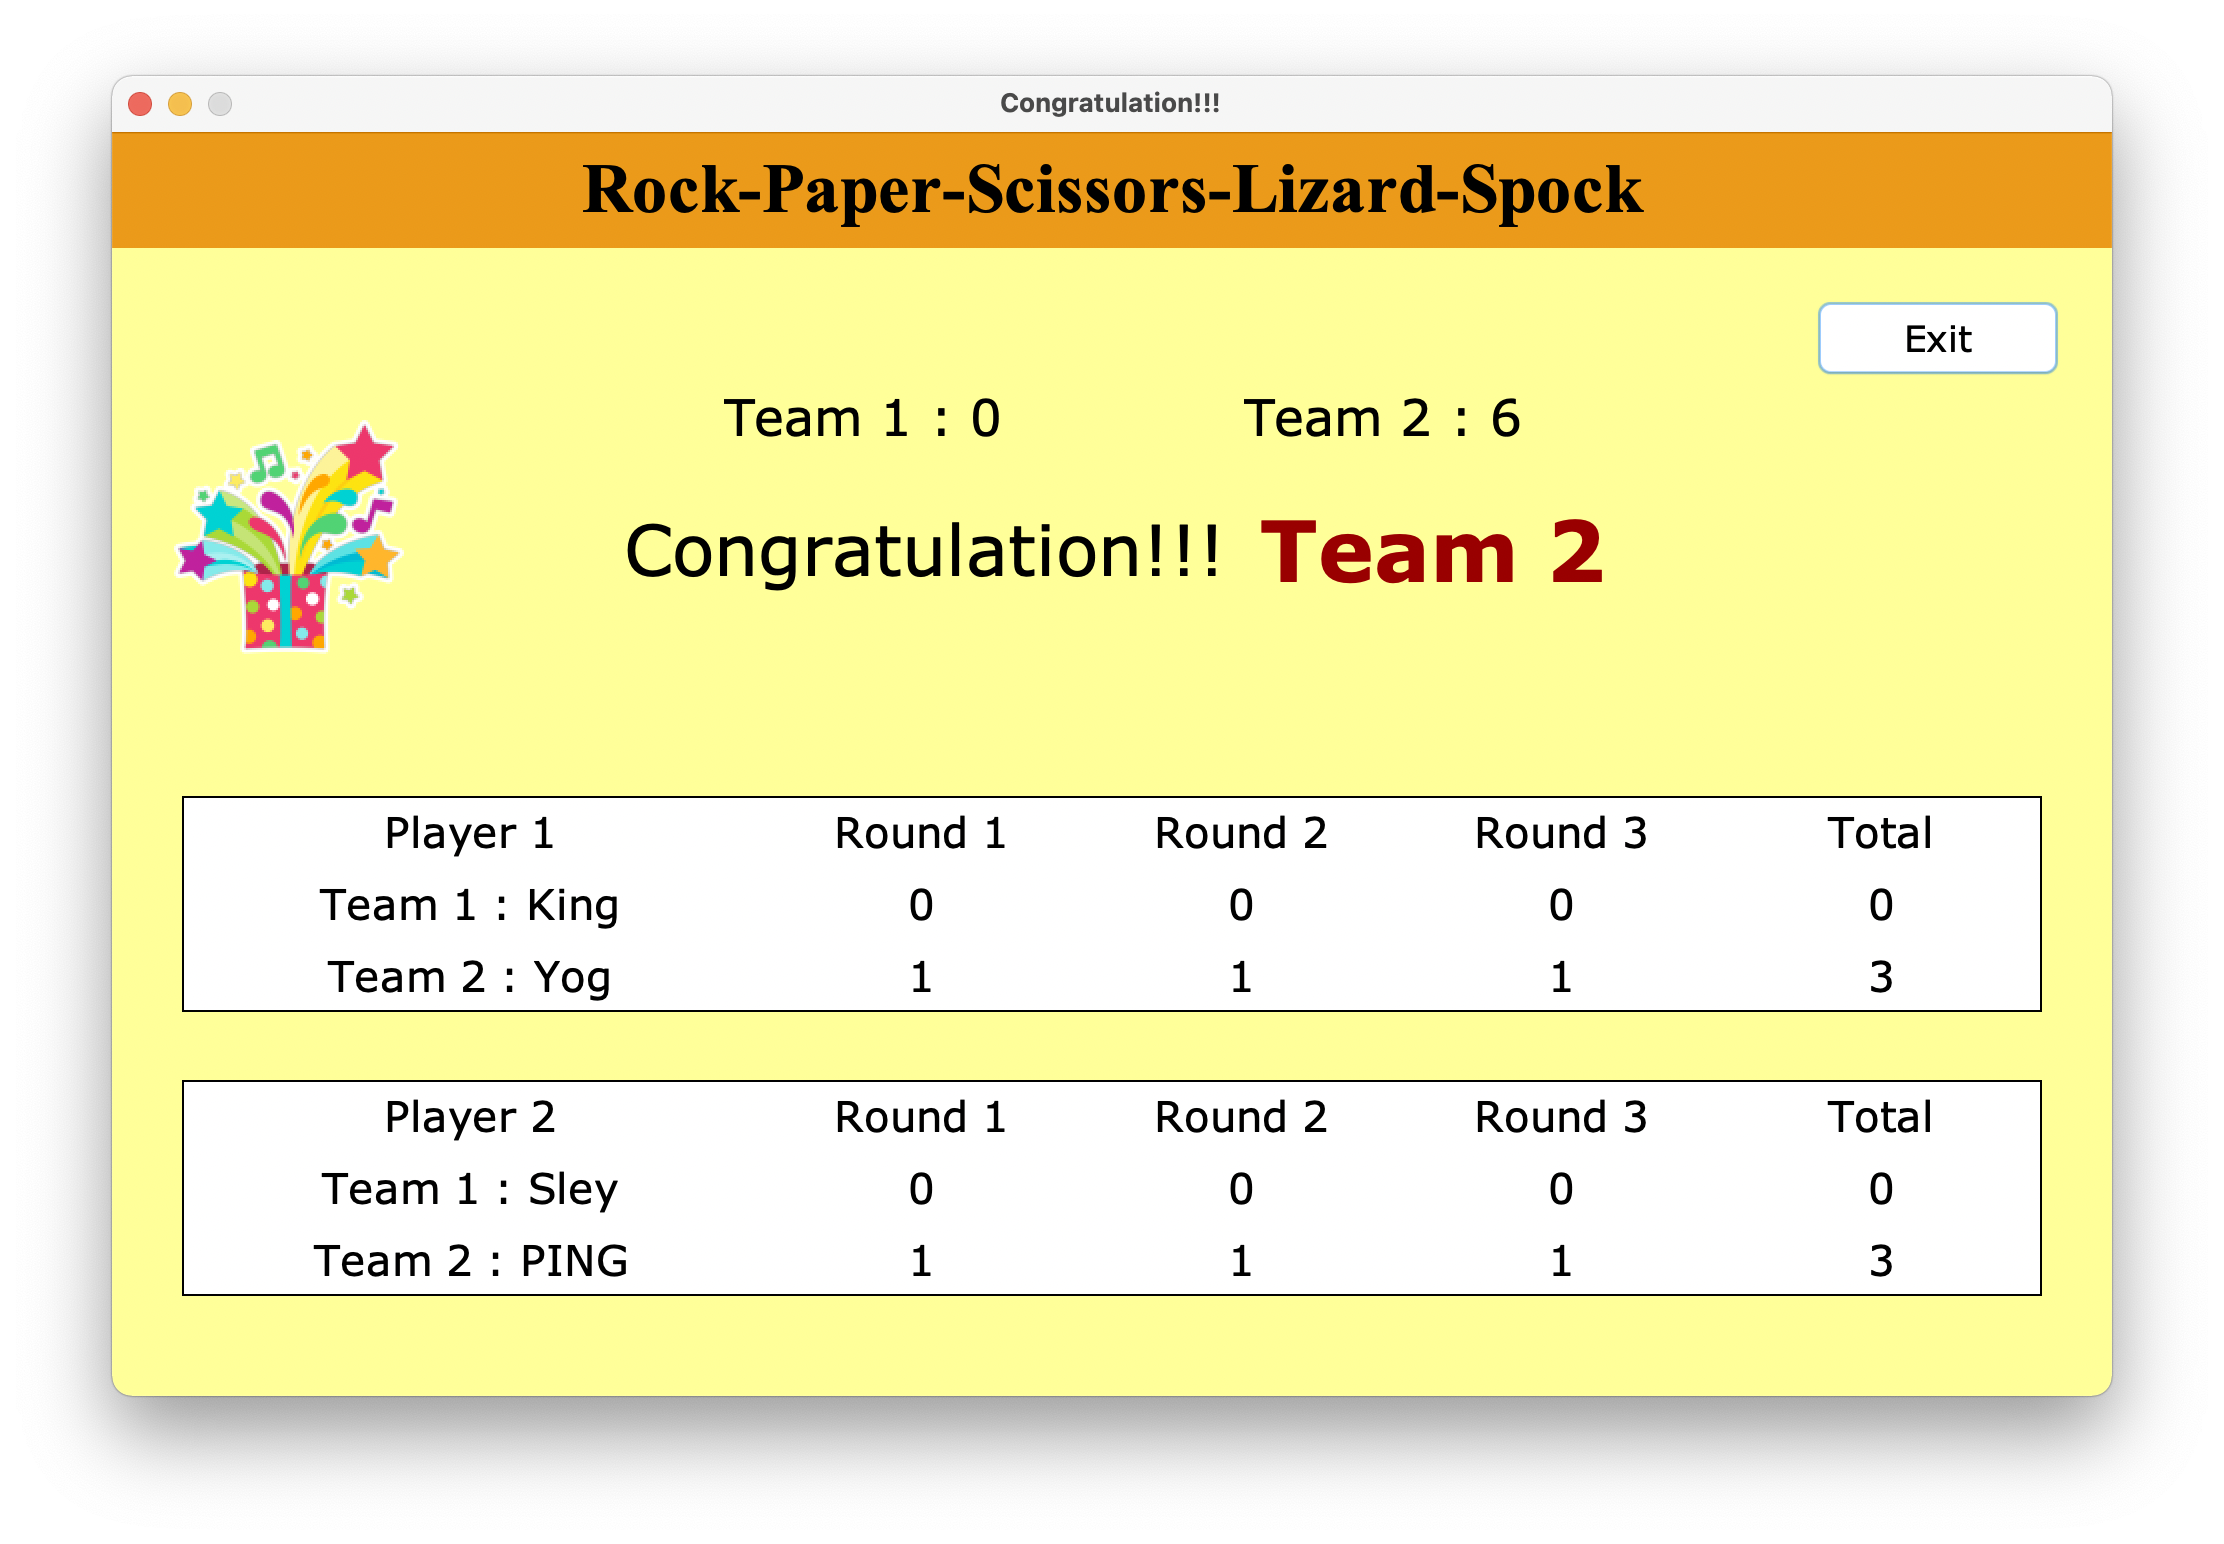 Congratulation!!!
Rock-Paper-Scissors-Lizard-Spock
Exit
Team 1 : 0 Team 2 : 6
Congratulation!!! Team 2
Player 1 Round 1 Round 2 Round 3 Total
Team 1 : King 0 0 0 0
Team 2 : Yog 1 1 1 3
Player 2 Round 1 Round 2 Round 3 Total
Team 1 : Sley 0 0 0 0
Team 2 : PING 1 1 1 3